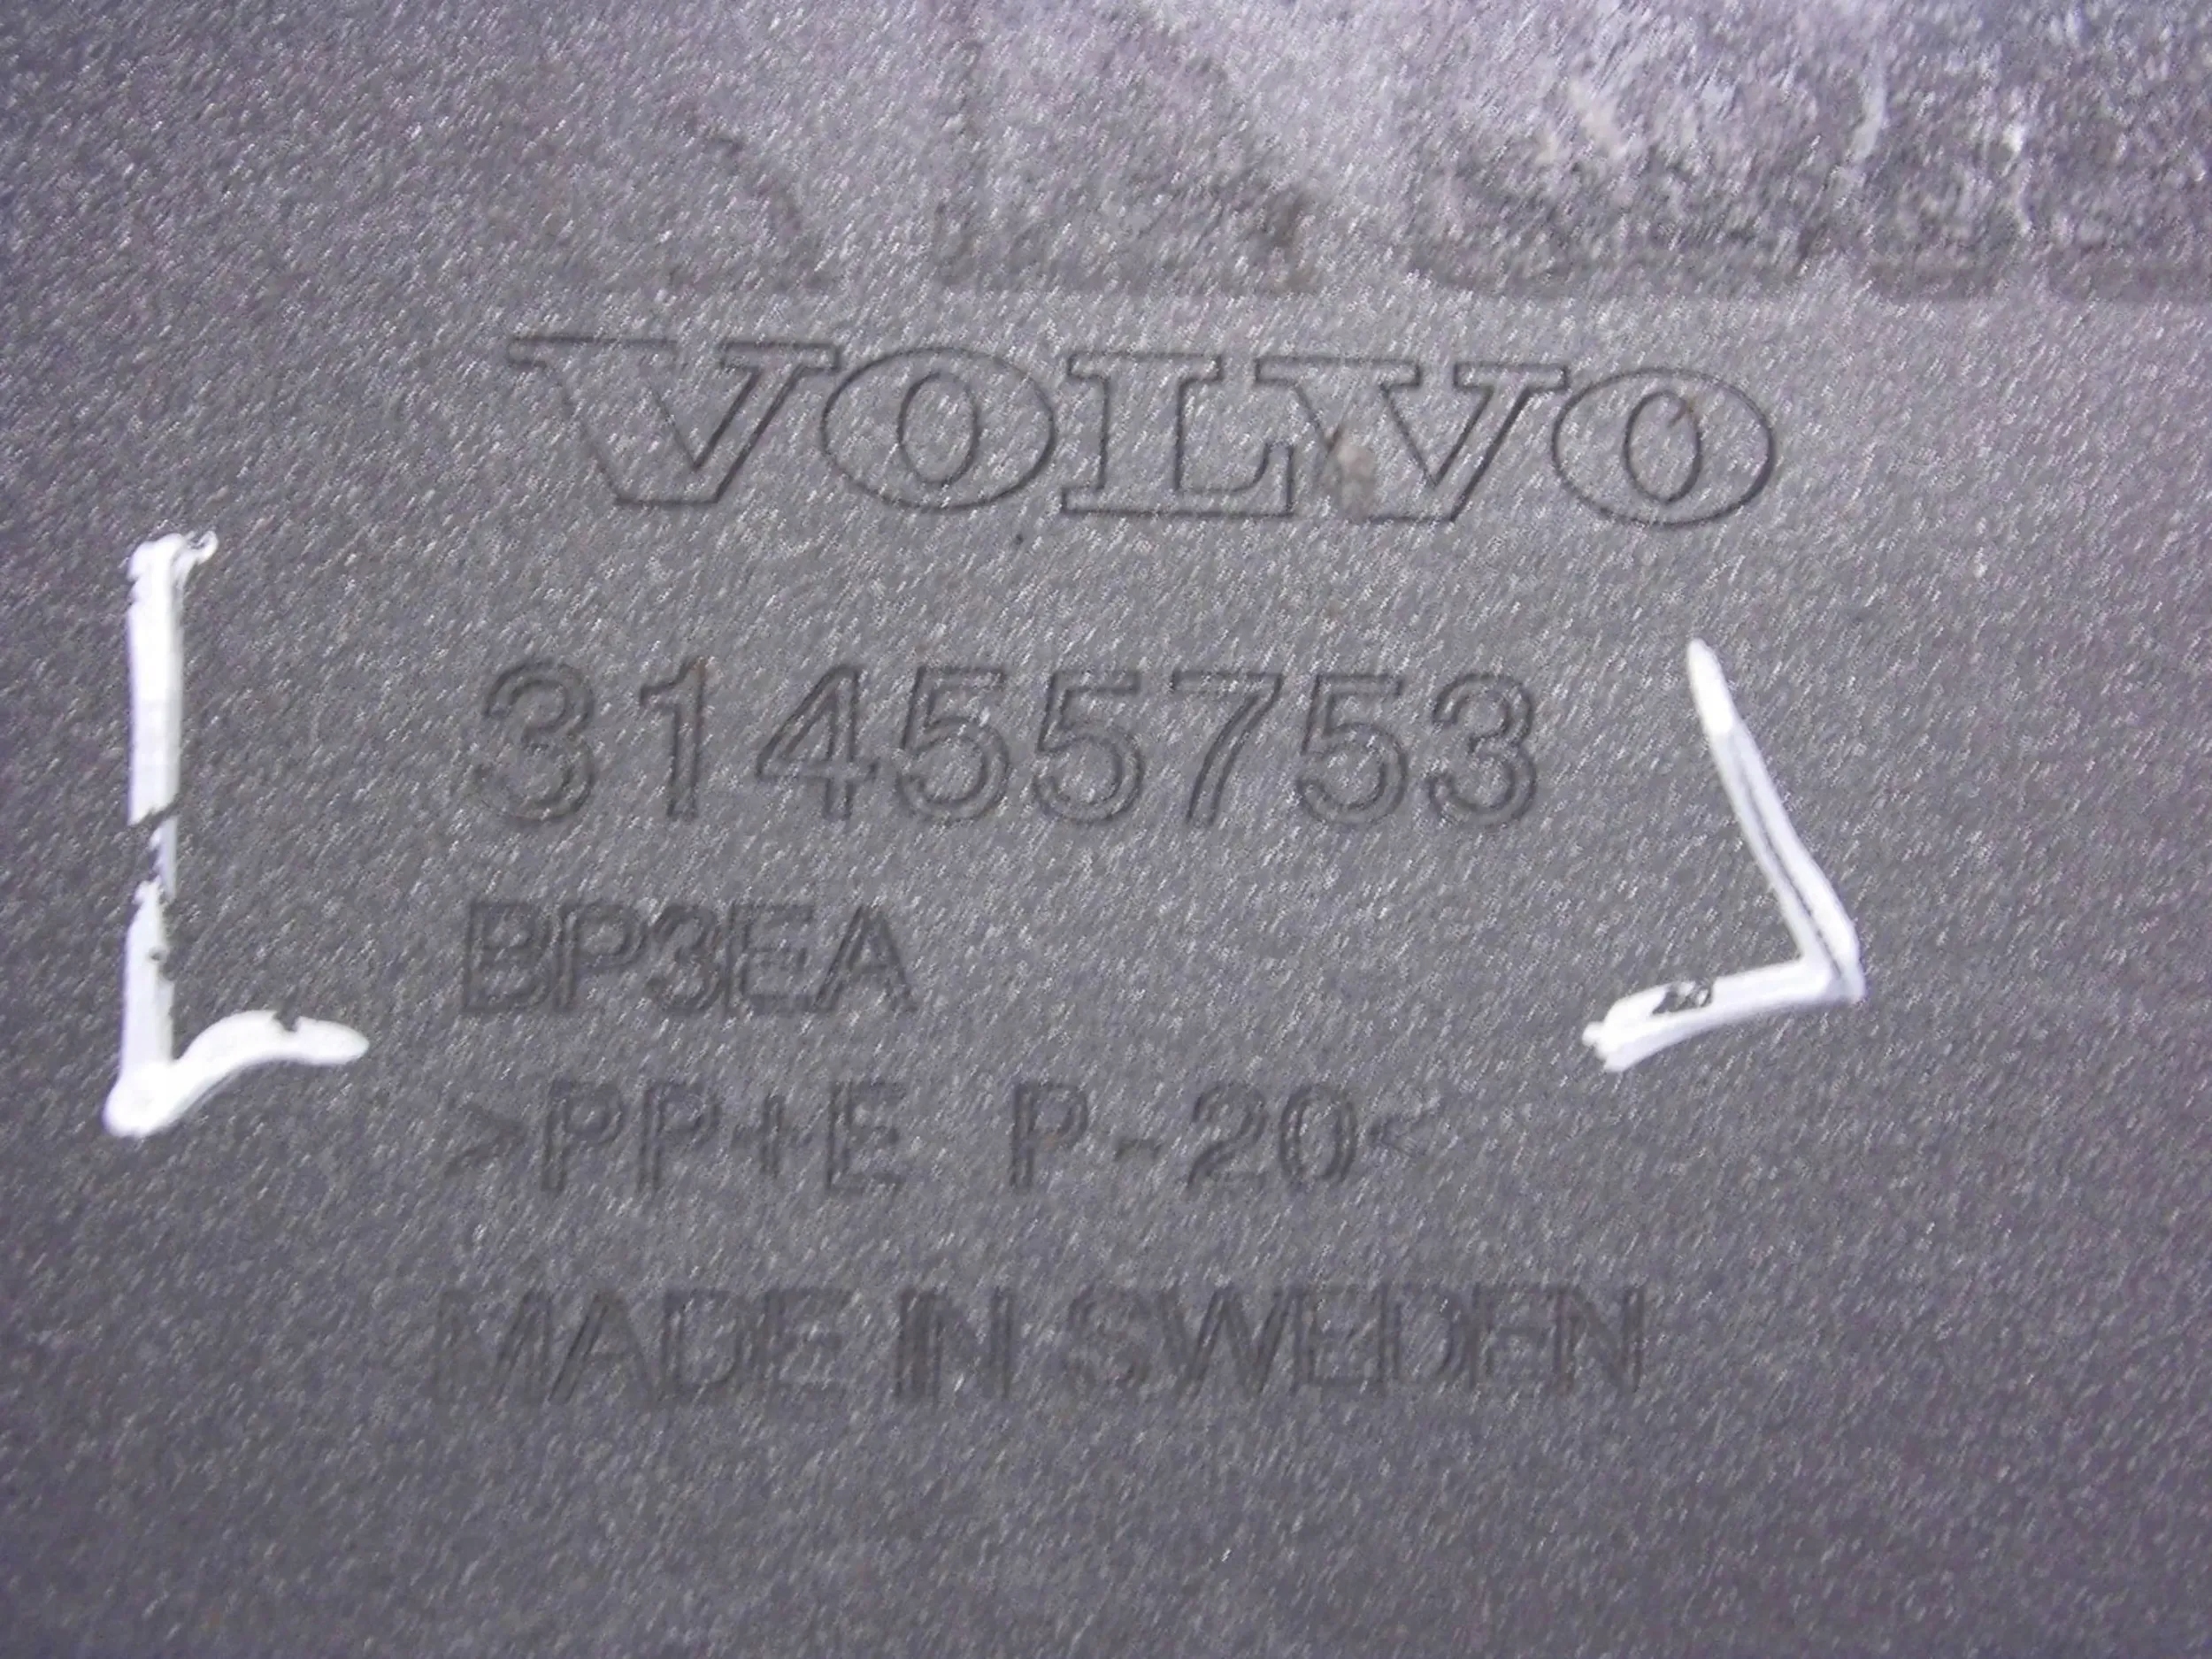 VOLVO
31455753
BP3EA
>PP+E P-20<
MADE IN SWEDEN